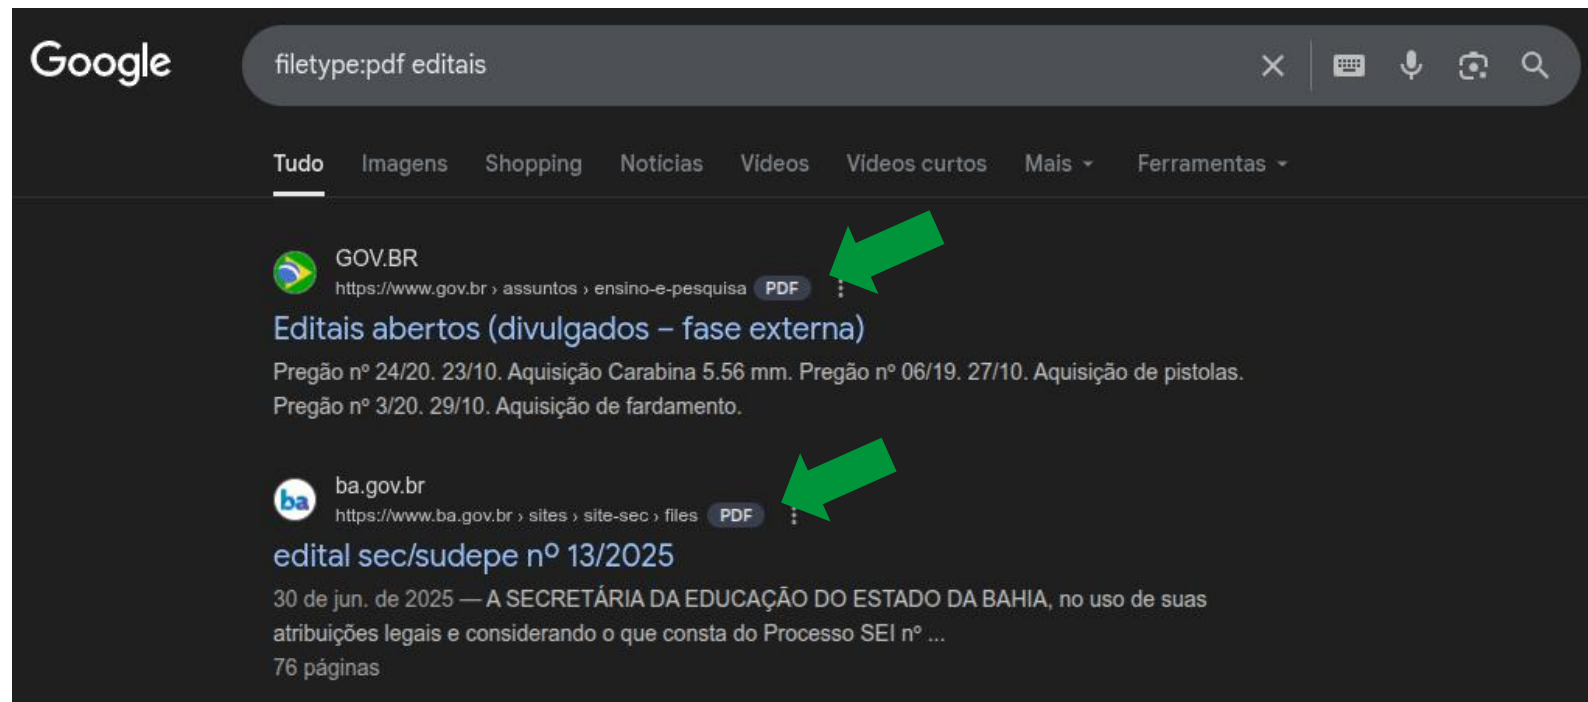 Google
filetype:pdf editais
Tudo Imagens Shopping Notícias Vídeos Vídeos curtos Mais Ferramentas
GOV.BR
https://www.gov.br › assuntos › ensino-e-pesquisa PDF
Editais abertos (divulgados – fase externa)
Pregão nº 24/20. 23/10. Aquisição Carabina 5.56 mm. Pregão nº 06/19. 27/10. Aquisição de pistolas.
Pregão nº 3/20. 29/10. Aquisição de fardamento.
ba
ba.gov.br
https://www.ba.gov.br › sites › site-sec › files PDF
edital sec/sudepe nº 13/2025
30 de jun. de 2025 — A SECRETÁRIA DA EDUCAÇÃO DO ESTADO DA BAHIA, no uso de suas
atribuições legais e considerando o que consta do Processo SEI nº ...
76 páginas